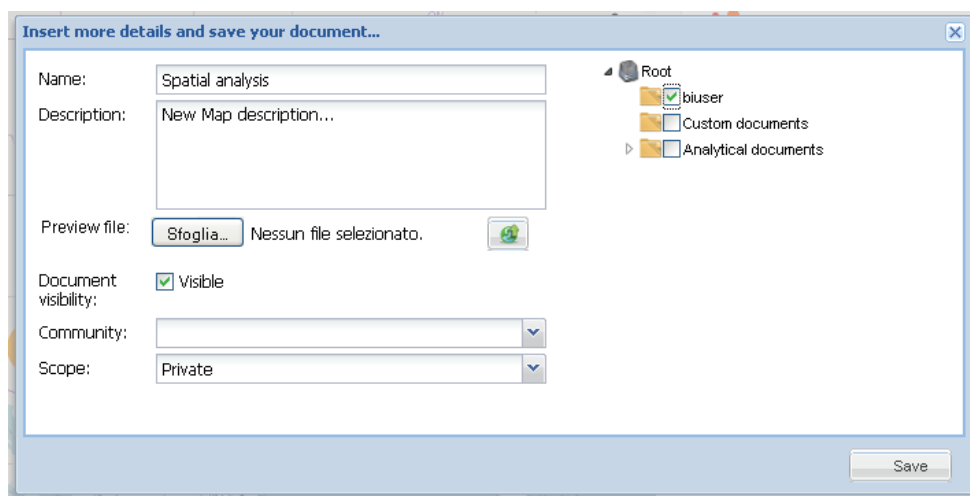 Insert more details and save your document...
Name: Spatial analysis
Description: New Map description...
Preview file: Sfoglia... Nessun file selezionato.
Document visibility: Visible
Community:
Scope: Private
Root
biuser
Custom documents
Analytical documents
Save